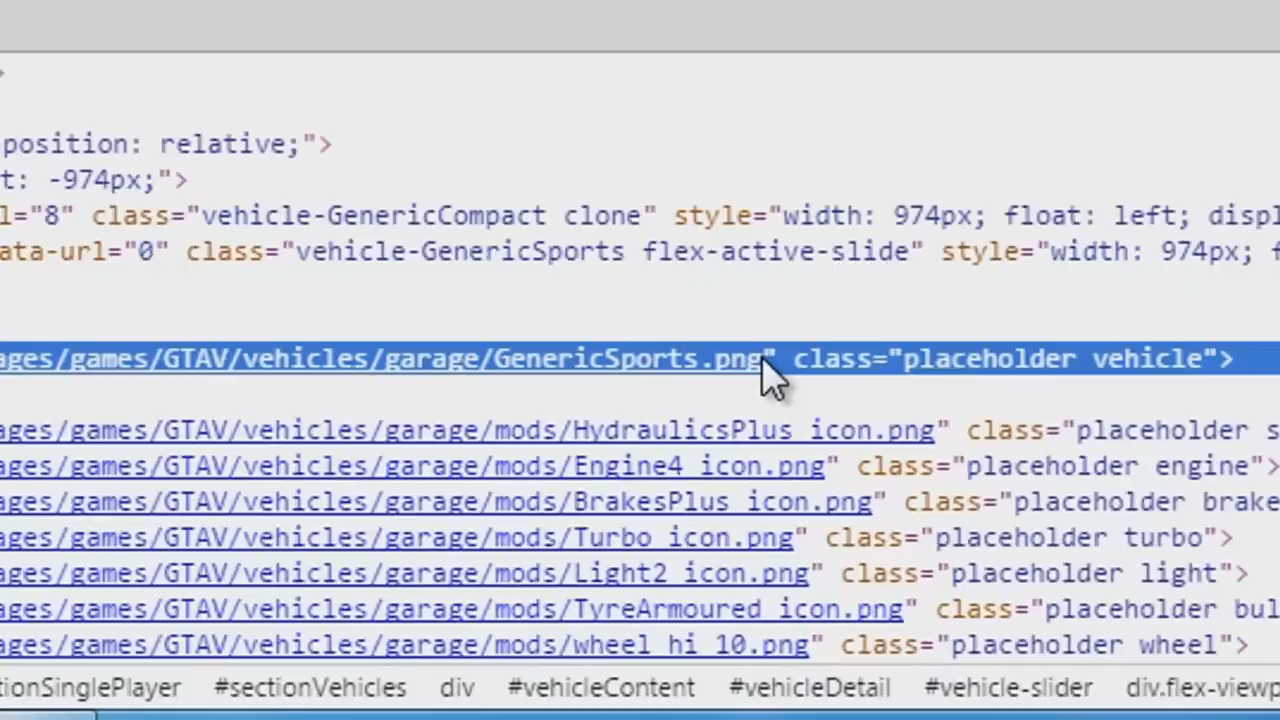 position: relative;">
t: -974px;">
l="8" class="vehicle-GenericCompact clone" style="width: 974px; float: left; displ
ata-url="0" class="vehicle-GenericSports flex-active-slide" style="width: 974px; f
ages/games/GTAV/vehicles/garage/GenericSports.png" class="placeholder vehicle">
ages/games/GTAV/vehicles/garage/mods/HydraulicsPlus_icon.png" class="placeholder s
ages/games/GTAV/vehicles/garage/mods/Engine4_icon.png" class="placeholder engine">
ages/games/GTAV/vehicles/garage/mods/BrakesPlus_icon.png" class="placeholder brake
ages/games/GTAV/vehicles/garage/mods/Turbo_icon.png" class="placeholder turbo">
ages/games/GTAV/vehicles/garage/mods/Light2_icon.png" class="placeholder light">
ages/games/GTAV/vehicles/garage/mods/TyreArmoured_icon.png" class="placeholder bul
ages/games/GTAV/vehicles/garage/mods/wheel_hi_10.png" class="placeholder wheel">
tionSinglePlayer #sectionVehicles div #vehicleContent #vehicleDetail #vehicle-slider div.flex-viewp